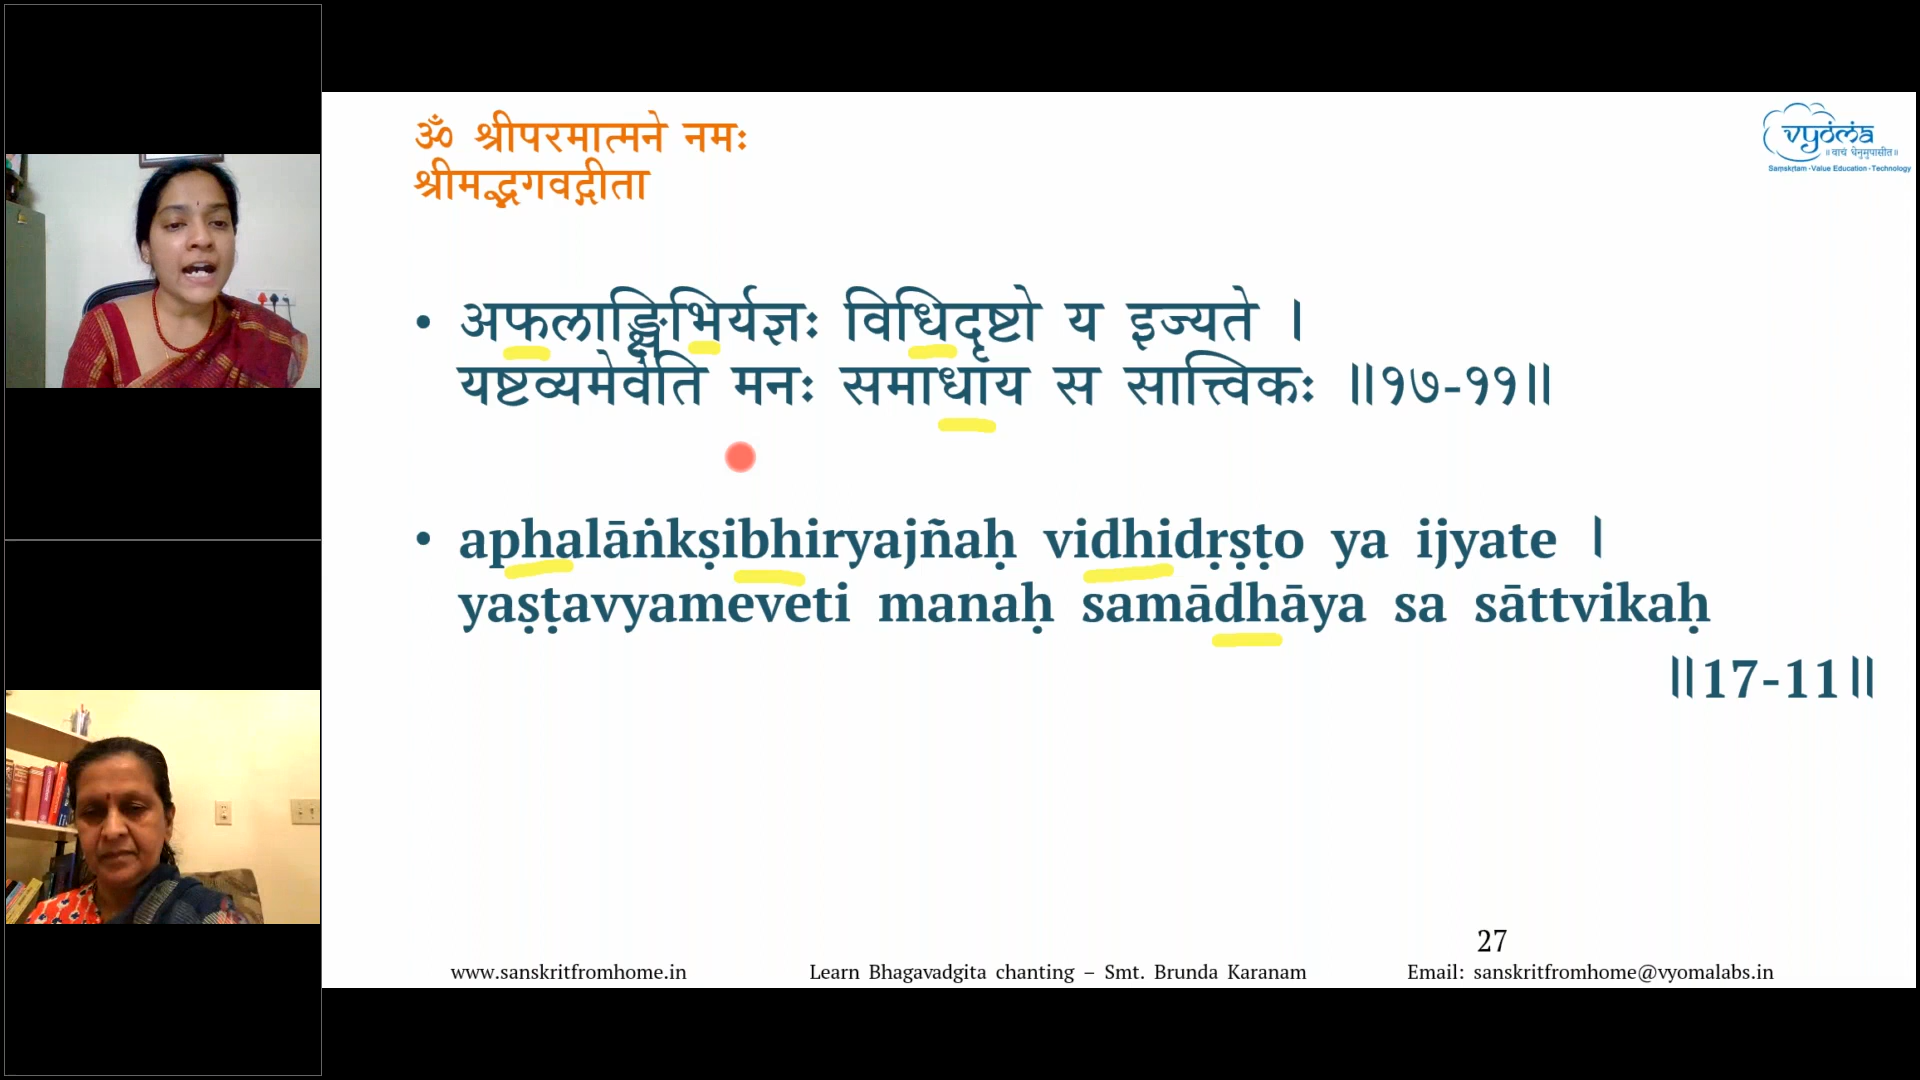 ॐ श्रीपरमात्मने नमः
श्रीमद्भगवद्गीता
vyoma
॥ वाचं धेनुमुपासीत॥
Saṃskṛtam - Value Education - Technology
• अफलाङ्क्षिभिर्यज्ञः विधिदृष्टो य इज्यते ।
यष्टव्यमेवेति मनः समाधाय स सात्त्विकः ॥१७-११॥
• aphalāṅkṣibhiryajñaḥ vidhidṛṣṭo ya ijyate |
yaṣṭavyameveti manaḥ samādhāya sa sāttvikaḥ
||17-11||
27
www.sanskritfromhome.in Learn Bhagavadgita chanting – Smt. Brunda Karanam Email: sanskritfromhome@vyomalabs.in